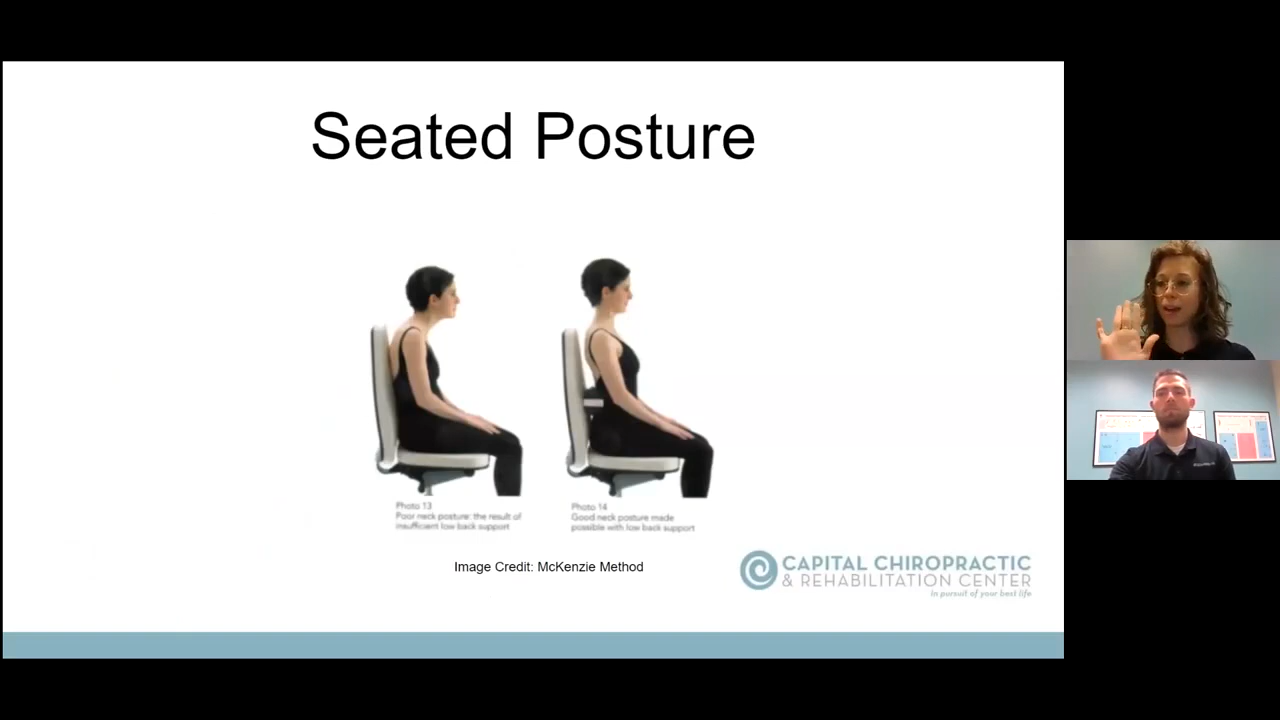 Seated Posture
Photo 13
Poor neck posture: the result of
insufficient low back support
Photo 14
Good neck posture made
possible with low back support
Image Credit: McKenzie Method
CAPITAL CHIROPRACTIC
& REHABILITATION CENTER
in pursuit of your best life